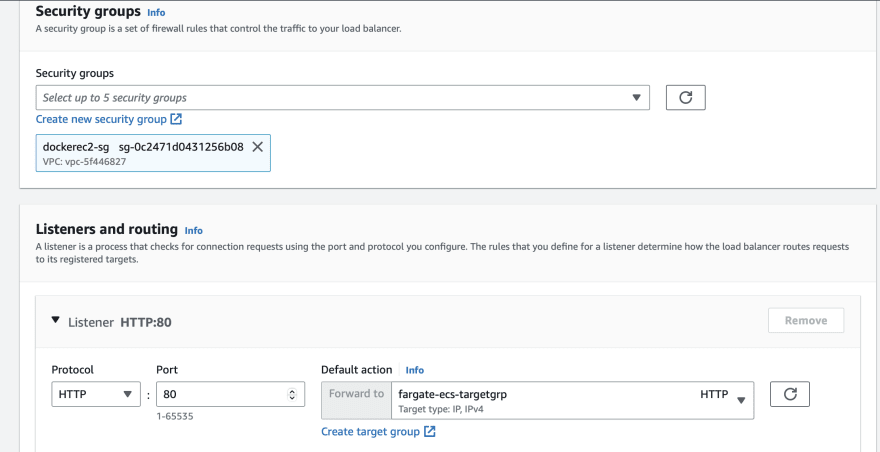 Security groups Info
A security group is a set of firewall rules that control the traffic to your load balancer.
Security groups
Select up to 5 security groups
Create new security group
dockerec2-sg sg-0c2471d0431256b08
VPC: vpc-5f446827
Listeners and routing Info
A listener is a process that checks for connection requests using the port and protocol you configure. The rules that you define for a listener determine how the load balancer routes requests
to its registered targets.
Listener HTTP:80
Remove
Protocol Port Default action Info
HTTP : 80 Forward to fargate-ecs-targetgrp HTTP
Target type: IP, IPv4
1-65535
Create target group